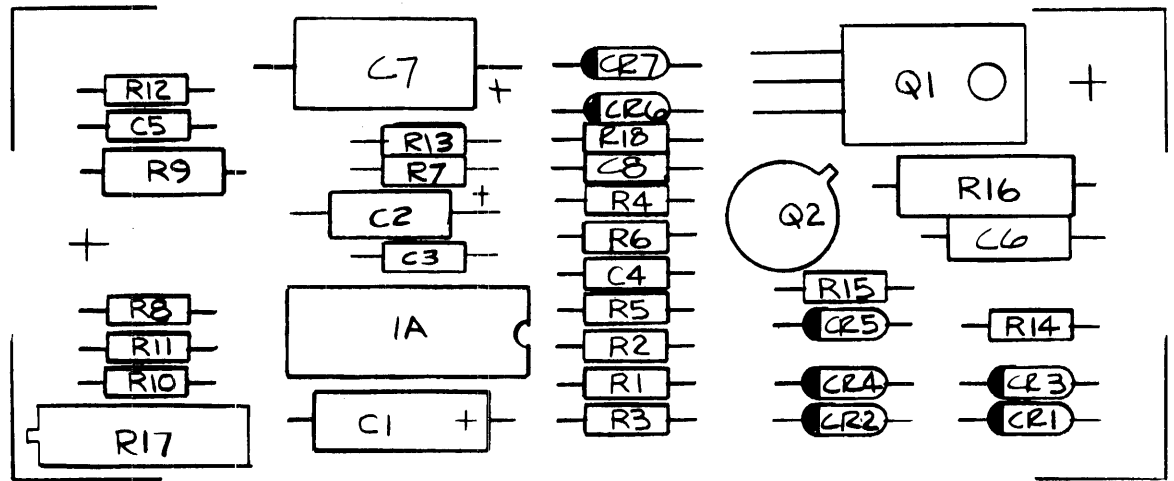 R12
C5
R9
R8
R11
R10
R17
C7
+
R13
R7
C2
+
C3
1A
C1
+
CR7
CR6
R18
C8
R4
R6
C4
R5
R2
R1
R3
Q1
Q2
R16
C6
R15
CR5
R14
CR4
CR3
CR2
CR1